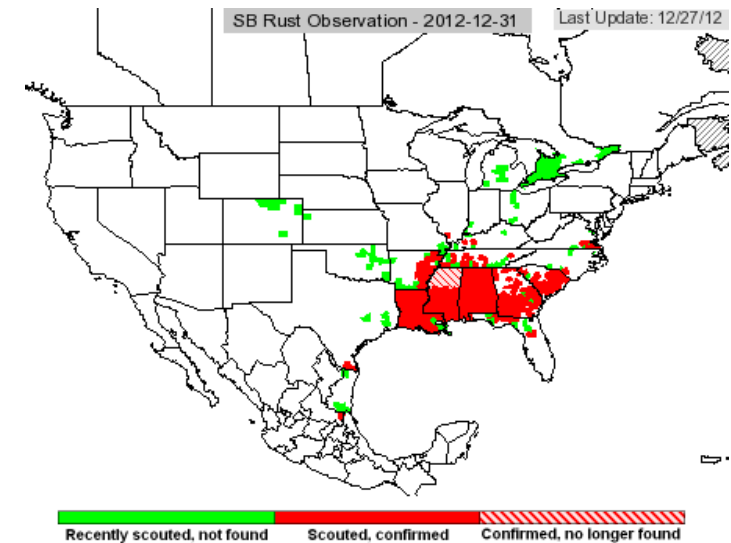 SB Rust Observation - 2012-12-31
Last Update: 12/27/12
Recently scouted, not found
Scouted, confirmed
Confirmed, no longer found